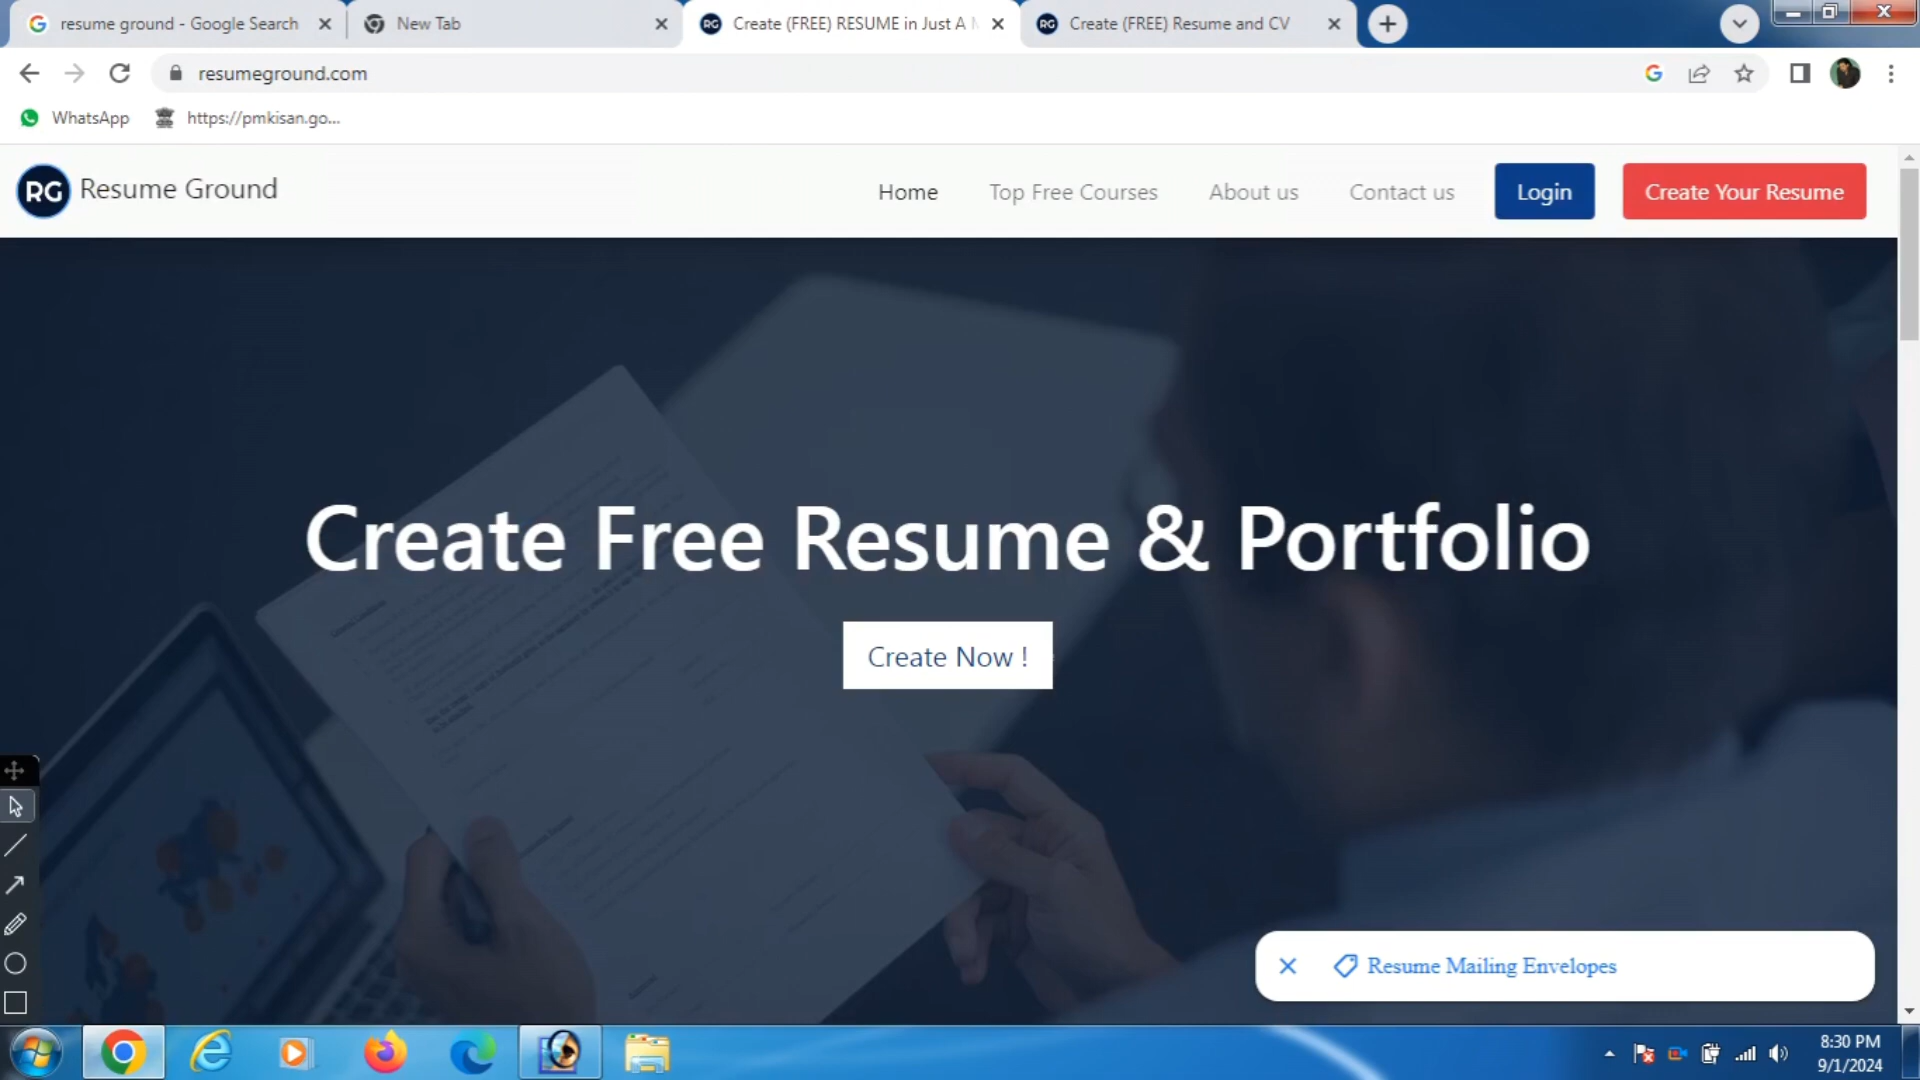 resume ground - Google Search
New Tab
Create (FREE) RESUME in Just A
Create (FREE) Resume and CV
resumeground.com
WhatsApp
https://pmkisan.go...
RG Resume Ground
Home
Top Free Courses
About us
Contact us
Login
Create Your Resume
Create Free Resume & Portfolio
Create Now !
Resume Mailing Envelopes
8:30 PM
9/1/2024